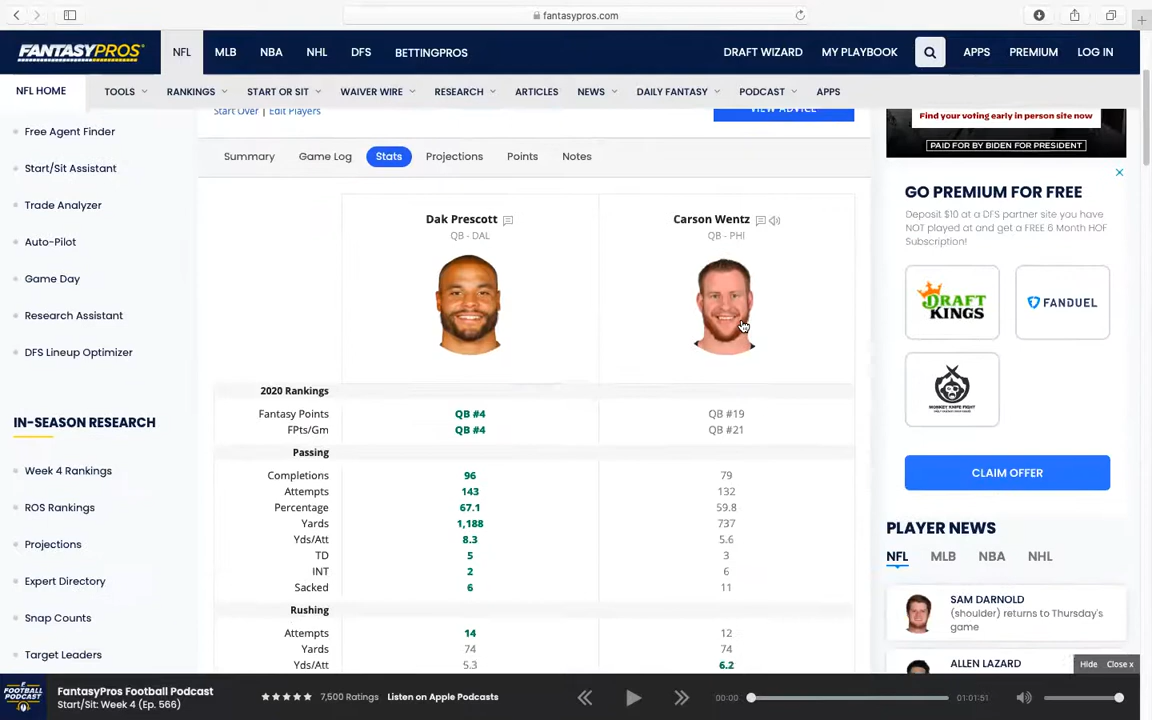 fantasypros.com
FANTASYPROS
NFL
MLB
NBA
NHL
DFS
BETTINGPROS
DRAFT WIZARD
MY PLAYBOOK
APPS
PREMIUM
LOG IN
NFL HOME
TOOLS
RANKINGS
START OR SIT
WAIVER WIRE
RESEARCH
ARTICLES
NEWS
DAILY FANTASY
PODCAST
APPS
Start Over | Edit Players
VIEW ADVICE
Find your voting early in person site now
PAID FOR BY BIDEN FOR PRESIDENT
Free Agent Finder
Start/Sit Assistant
Trade Analyzer
Auto-Pilot
Game Day
Research Assistant
DFS Lineup Optimizer
IN-SEASON RESEARCH
Week 4 Rankings
ROS Rankings
Projections
Expert Directory
Snap Counts
Target Leaders
Summary
Game Log
Stats
Projections
Points
Notes
Dak Prescott
QB - DAL
Carson Wentz
QB - PHI
2020 Rankings
Fantasy Points QB #4 QB #19
FPts/Gm QB #4 QB #21
Passing
Completions 96 79
Attempts 143 132
Percentage 67.1 59.8
Yards 1,188 737
Yds/Att 8.3 5.6
TD 5 3
INT 2 6
Sacked 6 11
Rushing
Attempts 14 12
Yards 74 74
Yds/Att 5.3 6.2
GO PREMIUM FOR FREE
Deposit $10 at a DFS partner site you have
NOT played at and get a FREE 6 Month HOF
Subscription!
DRAFT
KINGS
FANDUEL
MONKEY KNIFE FIGHT
CLAIM OFFER
PLAYER NEWS
NFL
MLB
NBA
NHL
SAM DARNOLD
(shoulder) returns to Thursday's
game
ALLEN LAZARD
Hide
Close x
FOOTBALL
PODCAST
FantasyPros Football Podcast
Start/Sit: Week 4 (Ep. 566)
7,500 Ratings
Listen on Apple Podcasts
00:00
01:01:51